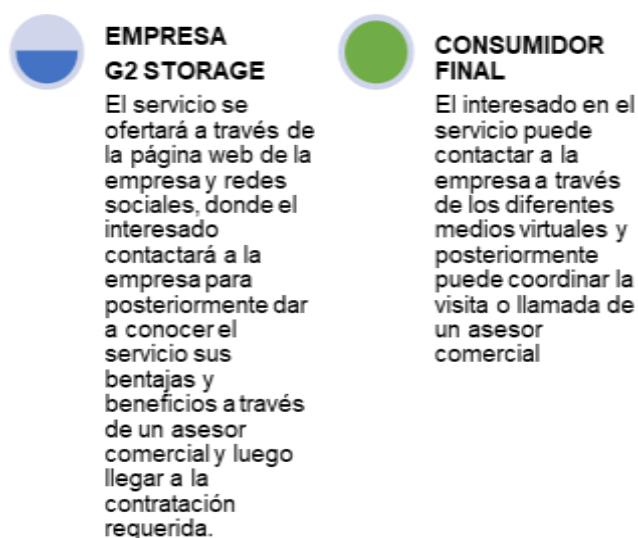 EMPRESA
G2 STORAGE
El servicio se
ofertará a través de
la página web de la
empresa y redes
sociales, donde el
interesado
contactará a la
empresa para
posteriormente dar
a conocer el
servicio sus
bentajas y
beneficios a través
de un asesor
comercial y luego
llegar a la
contratación
requerida.
CONSUMIDOR
FINAL
El interesado en el
servicio puede
contactar a la
empresa a través
de los diferentes
medios virtuales y
posteriormente
puede coordinar la
visita o llamada de
un asesor
comercial